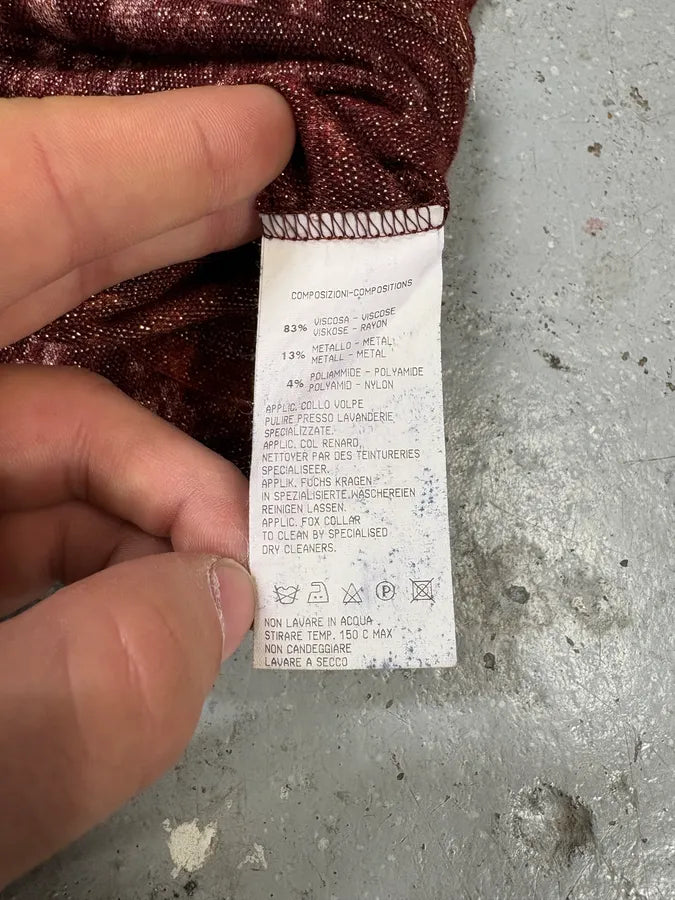 COMPOSIZIONI-COMPOSITIONS
83% VISCOSA - VISCOSE
VISKOSE - RAYON
13% METALLO - METAL
METALL - METAL
4% POLIAMMIDE - POLYAMIDE
POLYAMID - NYLON
APPLIC. COLLO VOLPE
PULIRE PRESSO LAVANDERIE
SPECIALIZZATE.
APPLIC. COL RENARD,
NETTOYER PAR DES TEINTURERIES
SPECIALISEER.
APPLIK. FUCHS KRAGEN
IN SPEZIALISIERTE.WASCHEREIEN
REINIGEN LASSEN.
APPLIC. FOX COLLAR
TO CLEAN BY SPECIALISED
DRY CLEANERS.
P
NON LAVARE IN ACQUA
STIRARE TEMP. 150 C MAX
NON CANDEGGIARE
LAVARE A SECCO